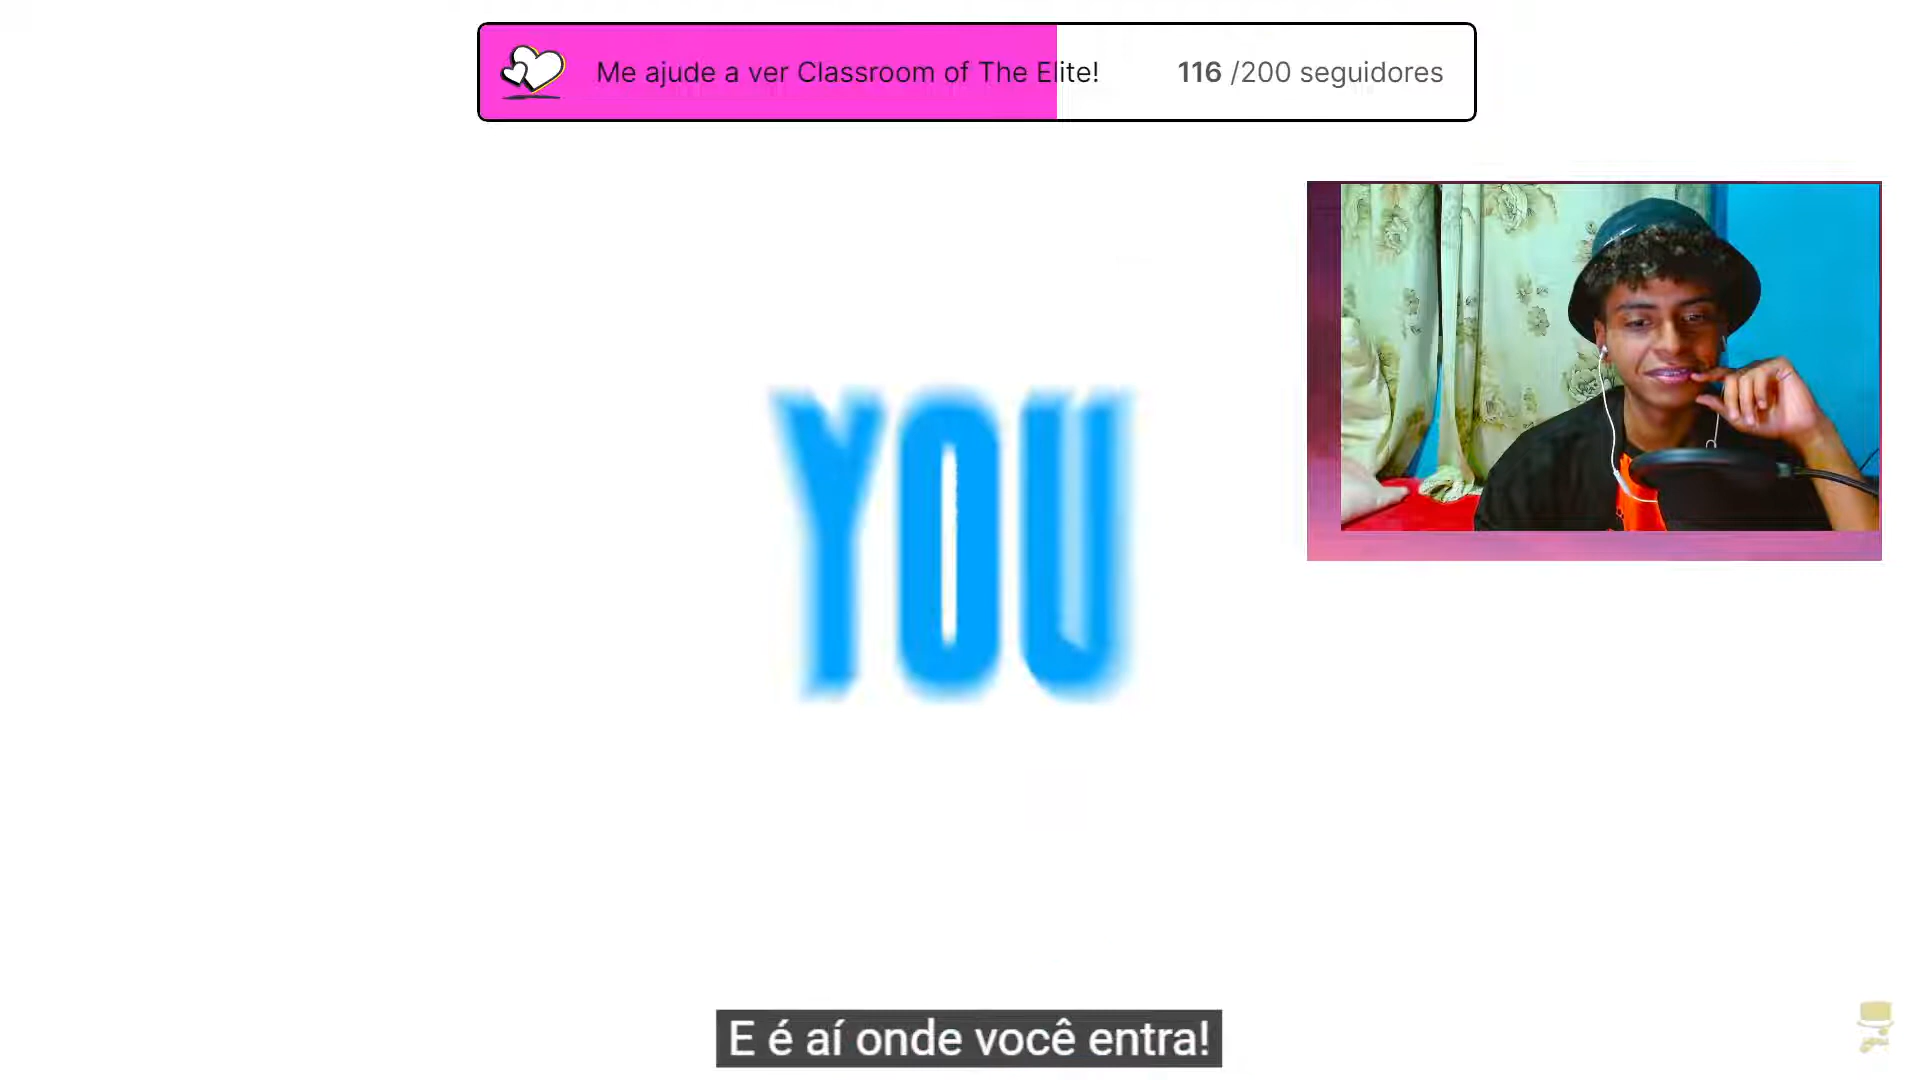 Me ajude a ver Classroom of The Elite! 116 /200 seguidores
YOU
E é aí onde você entra!